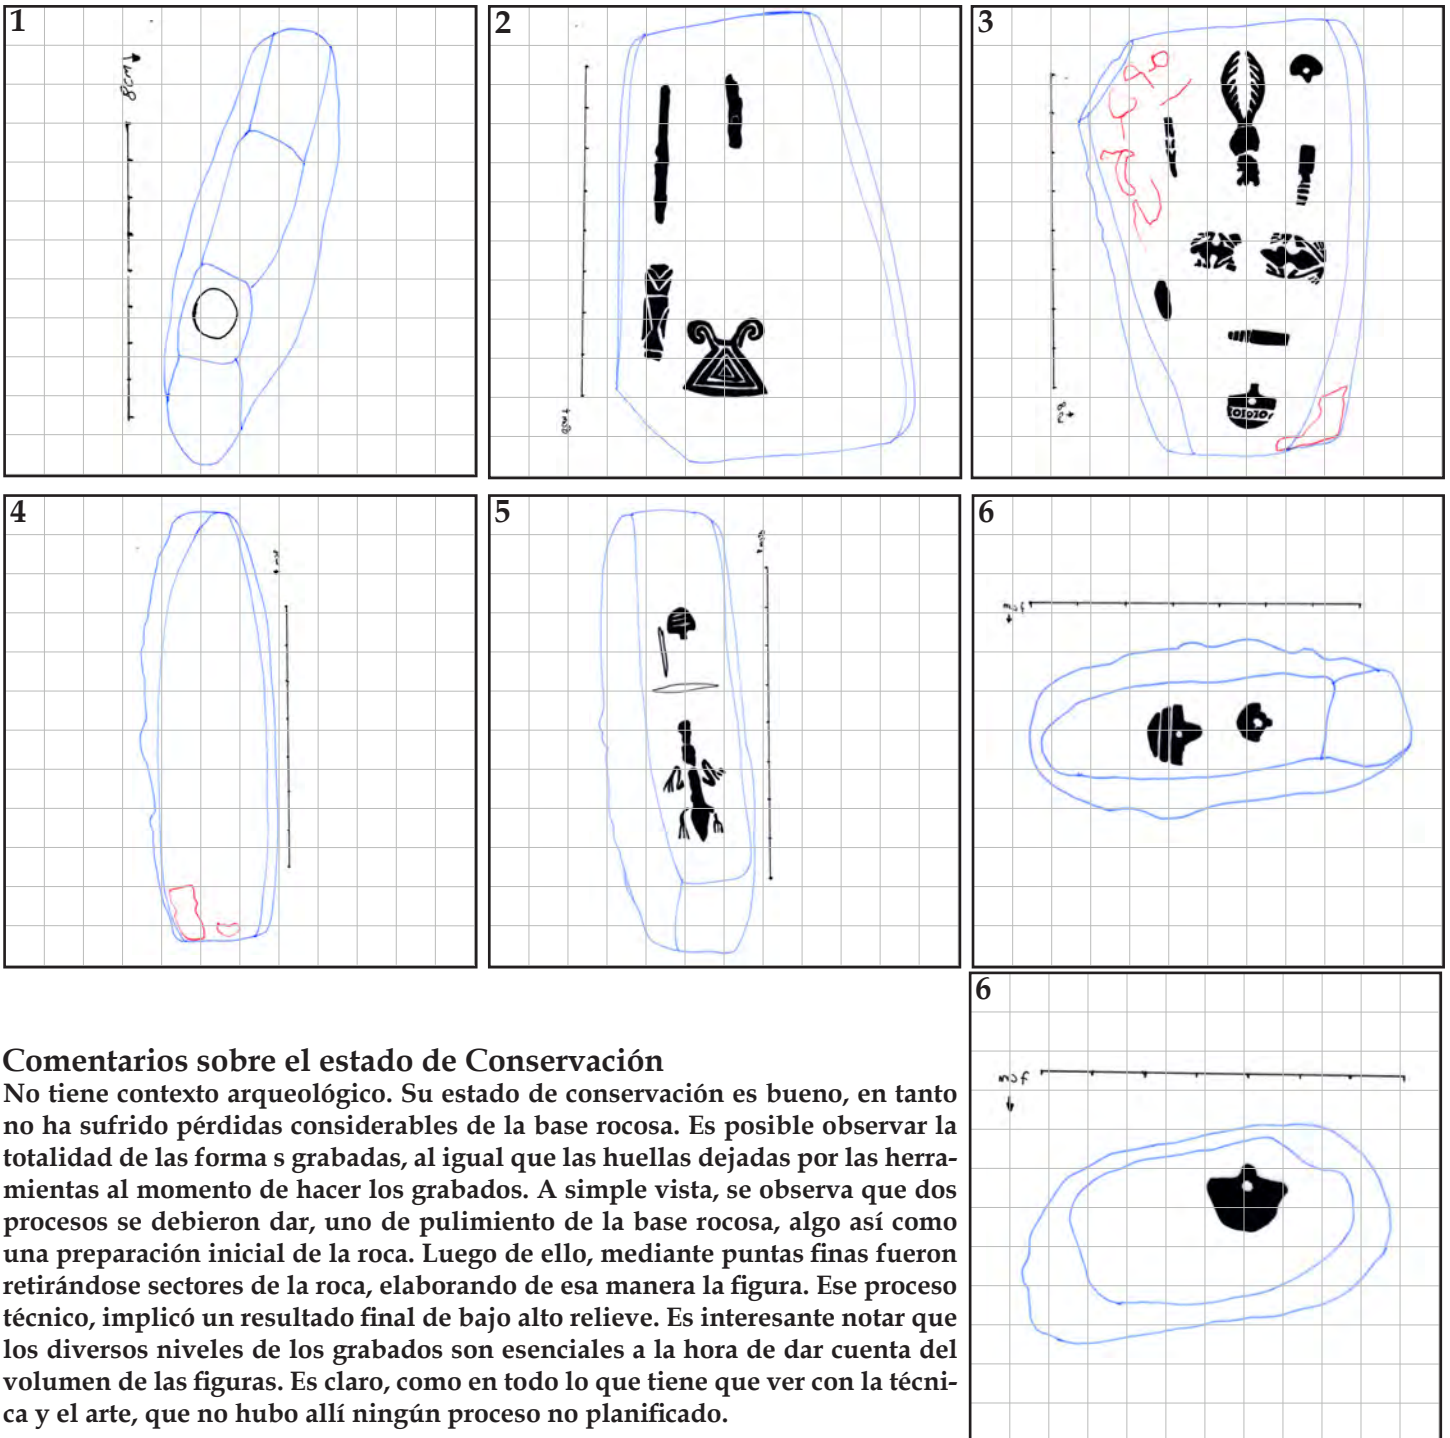 1
8cm
2
3
4
5
6
6
Comentarios sobre el estado de Conservación
No tiene contexto arqueológico. Su estado de conservación es bueno, en tanto
no ha sufrido pérdidas considerables de la base rocosa. Es posible observar la
totalidad de las forma s grabadas, al igual que las huellas dejadas por las herra-
mientas al momento de hacer los grabados. A simple vista, se observa que dos
procesos se debieron dar, uno de pulimiento de la base rocosa, algo así como
una preparación inicial de la roca. Luego de ello, mediante puntas finas fueron
retirándose sectores de la roca, elaborando de esa manera la figura. Ese proceso
técnico, implicó un resultado final de bajo alto relieve. Es interesante notar que
los diversos niveles de los grabados son esenciales a la hora de dar cuenta del
volumen de las figuras. Es claro, como en todo lo que tiene que ver con la técni-
ca y el arte, que no hubo allí ningún proceso no planificado.